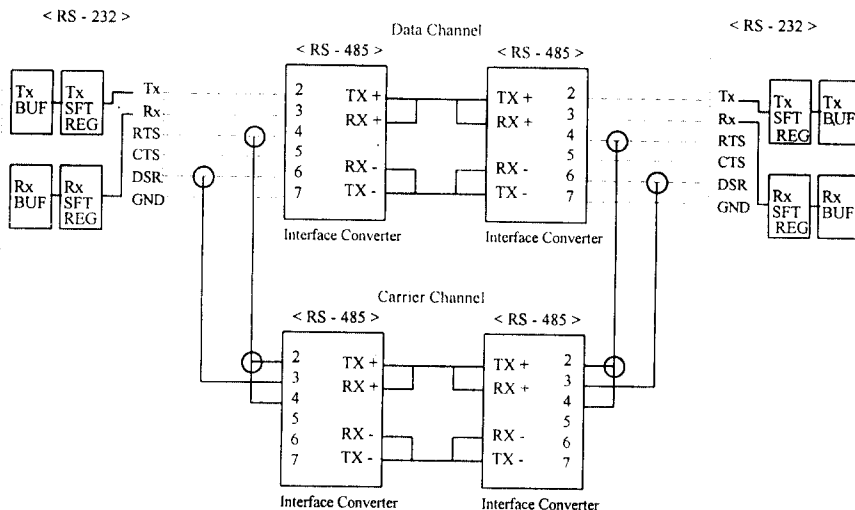 < RS - 232 >
Data Channel
< RS - 232 >
< RS - 485 >
< RS - 485 >
Tx
BUF
Tx
SFT
REG
Rx
BUF
Rx
SFT
REG
Tx
Rx
RTS
CTS
DSR
GND
2
3
4
5
6
7
TX +
RX +
RX -
TX -
Interface Converter
TX +
RX +
RX -
TX -
2
3
4
5
6
7
Interface Converter
Tx
Rx
RTS
CTS
DSR
GND
Tx
SFT
REG
Tx
BUF
Rx
SFT
REG
Rx
BUF
Carrier Channel
< RS - 485 >
< RS - 485 >
2
3
4
5
6
7
TX +
RX +
RX -
TX -
Interface Converter
TX +
RX +
RX -
TX -
2
3
4
5
6
7
Interface Converter